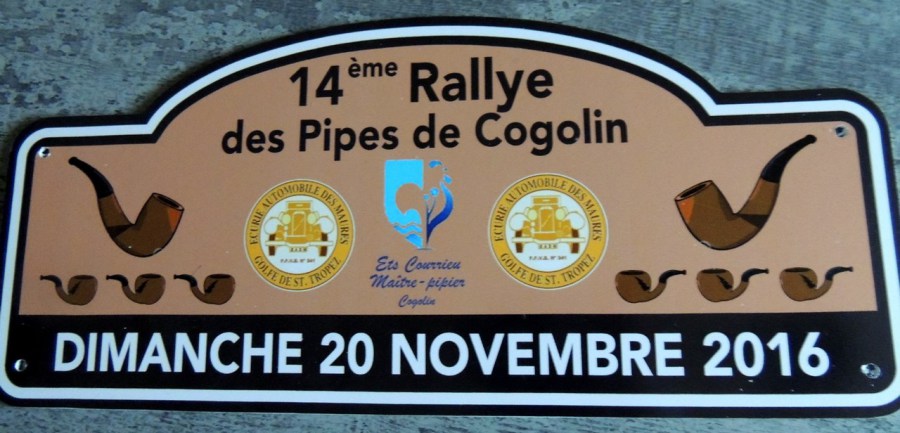 14ème Rallye
des Pipes de Cogolin
ECURIE AUTOMOBILE DES MAURES
GOLFE DE ST. TROPEZ
Ets Courrieu
Maître-pipier
Cogolin
ECURIE AUTOMOBILE DES MAURES
GOLFE DE ST. TROPEZ
DIMANCHE 20 NOVEMBRE 2016